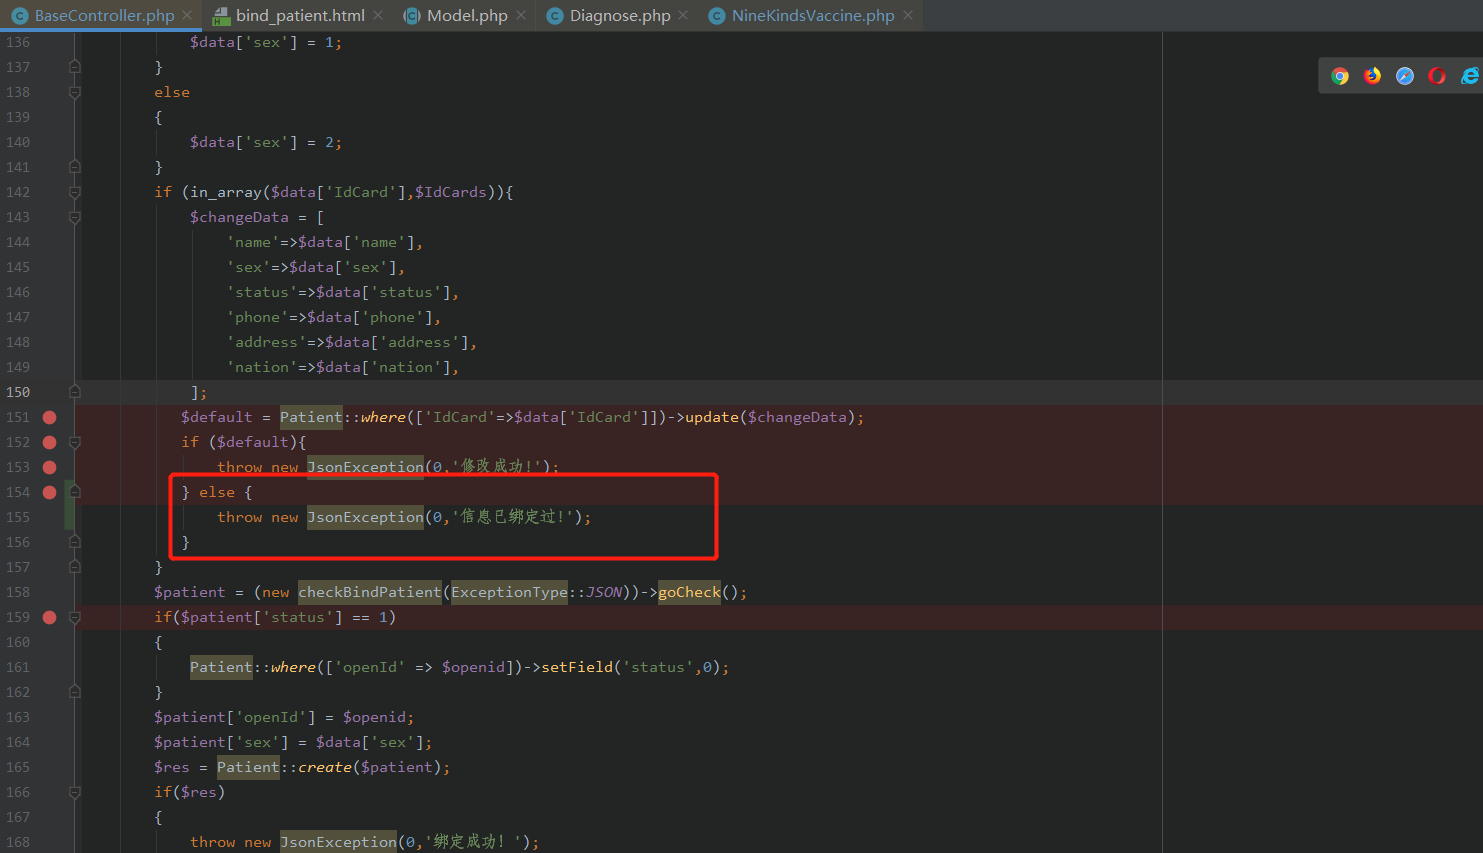 BaseController.php bind_patient.html Model.php Diagnose.php NineKindsVaccine.php
136 $data['sex'] = 1;
137 }
138 else
139 {
140 $data['sex'] = 2;
141 }
142 if (in_array($data['IdCard'],$IdCards)){
143 $changeData = [
144 'name'=>$data['name'],
145 'sex'=>$data['sex'],
146 'status'=>$data['status'],
147 'phone'=>$data['phone'],
148 'address'=>$data['address'],
149 'nation'=>$data['nation'],
150 ];
151 $default = Patient::where(['IdCard'=>$data['IdCard']])->update($changeData);
152 if ($default){
153 throw new JsonException(0,'修改成功!');
154 } else {
155 throw new JsonException(0,'信息已绑定过!');
156 }
157 }
158 $patient = (new checkBindPatient(ExceptionType::JSON))->goCheck();
159 if($patient['status'] == 1)
160 {
161 Patient::where(['openId' => $openid])->setField('status',0);
162 }
163 $patient['openId'] = $openid;
164 $patient['sex'] = $data['sex'];
165 $res = Patient::create($patient);
166 if($res)
167 {
168 throw new JsonException(0,'绑定成功！');